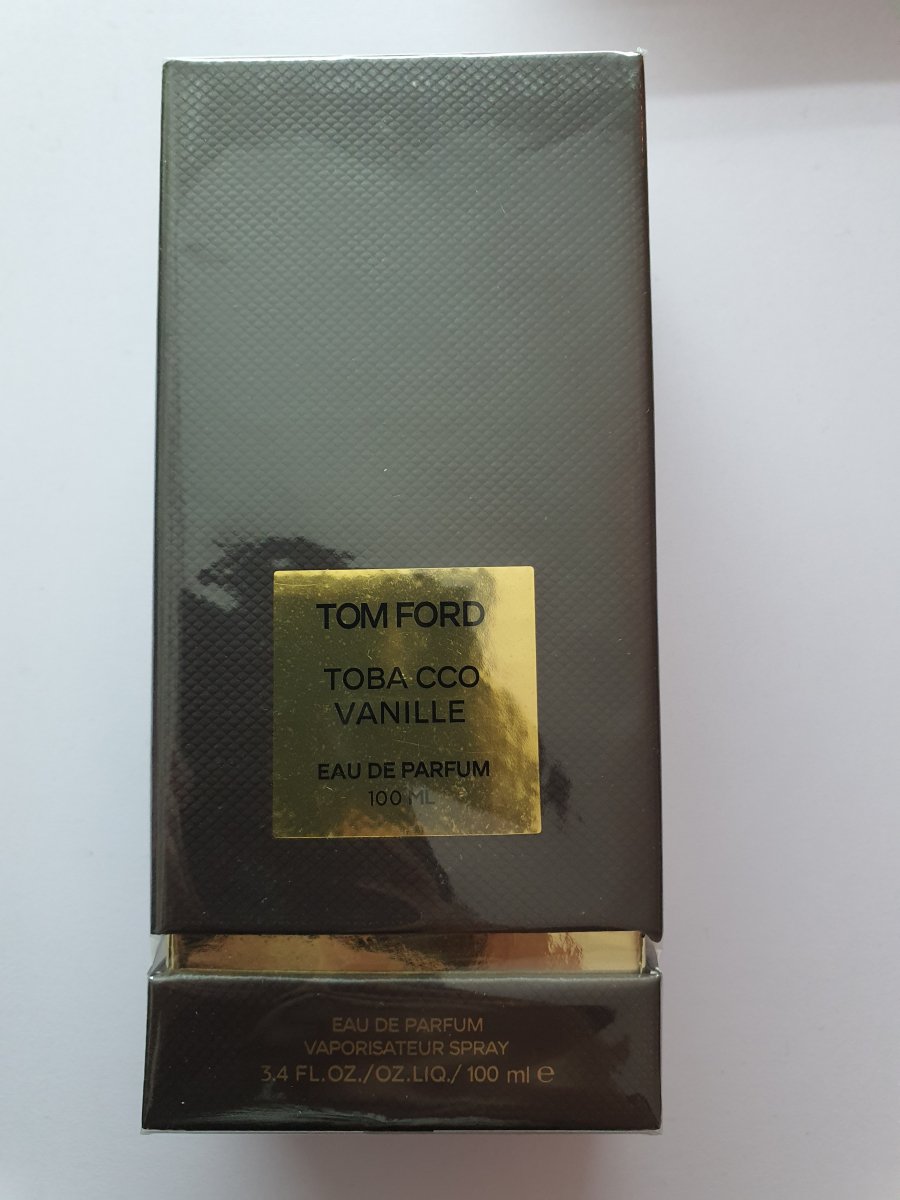 TOM FORD
TOBA CCO
VANILLE
EAU DE PARFUM
100 ML
EAU DE PARFUM
VAPORISATEUR SPRAY
3.4 FL.OZ./OZ.LIQ./ 100 ml ℮